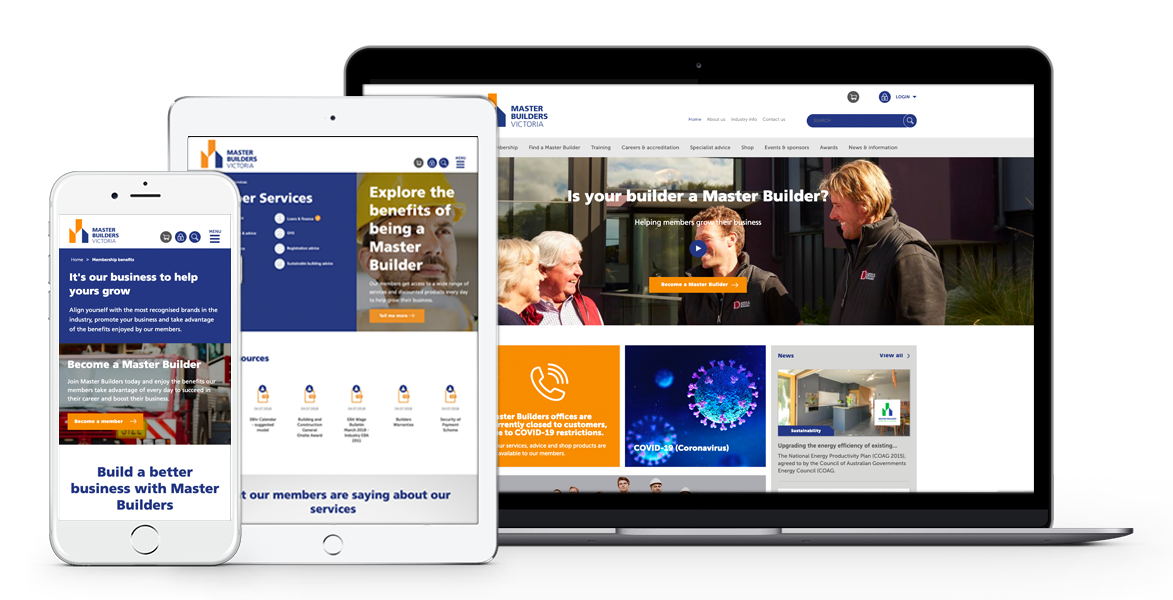 MASTER
BUILDERS
VICTORIA
MENU
Home > Membership benefits
It's our business to help
yours grow
Align yourself with the most recognised brands in the
industry, promote your business and take advantage
of the benefits enjoyed by our members.
Become a Master Builder
Join Master Builders today and enjoy the benefits our
members take advantage of every day to succeed in
their career and boost their business.
Become a member
Build a better
business with Master
Builders
MASTER
BUILDERS
VICTORIA
MENU
er Services
Loans & finance
& advice
Registration advice
Sustainable building advice
Explore the
benefits of
being a
Master
Builder
Our members get access to a wide range of
services and discounted products every day
to help grow their business.
Tell me more
ources
- suggested
model
Building and
Construction
General
Onsite Award
Wage
Bulletin
March 2018 -
Industry EBA
Builders
Warranties
Security of
Payment
Scheme
t our members are saying about our
services
MASTER
BUILDERS
VICTORIA
LOGIN
Home About us Industry info Contact us
SEARCH
bership Find a Master Builder Training Careers & accreditation Specialist advice Shop Events & sponsors Awards News & information
Is your builder a Master Builder?
Helping members grow their business
Become a Master Builder
ster Builders offices are
rrently closed to customers,
e to COVID-19 restrictions.
our services, advice and shop products are
available to our members.
COVID-19 (Coronavirus)
News View all
Sustainability
Upgrading the energy efficiency of existing...
The National Energy Productivity Plan (COAG 2015),
agreed to by the Council of Australian Governments
Energy Council (COAG.